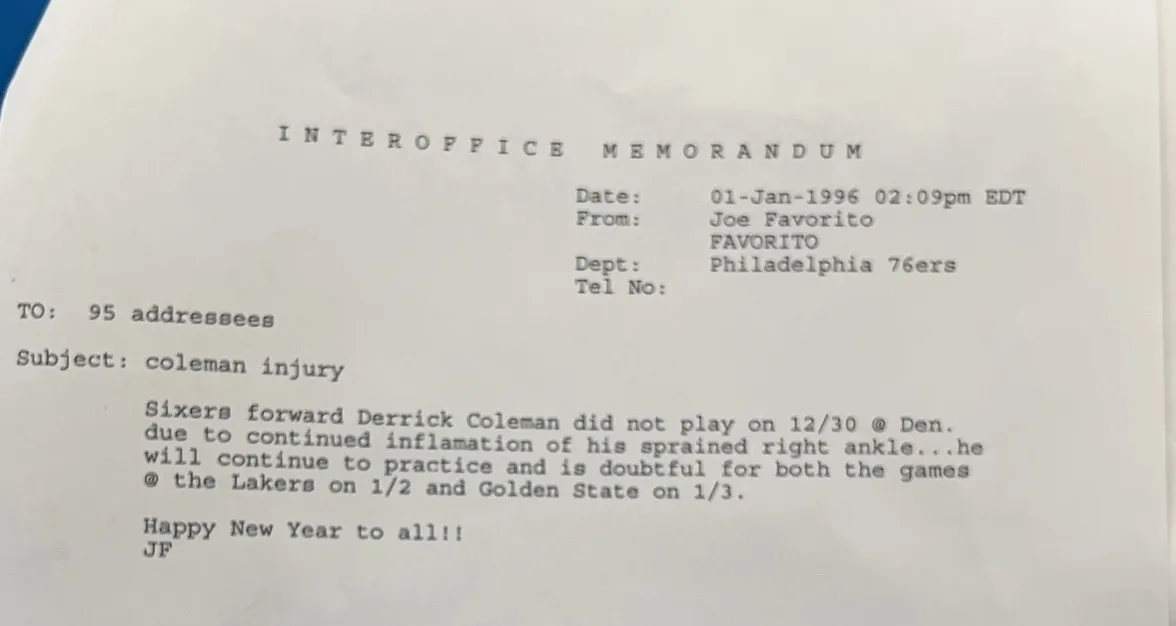 INTEROFFICE MEMORANDUM
Date: 01-Jan-1996 02:09pm EDT
From: Joe Favorito
FAVORITO
Dept: Philadelphia 76ers
Tel No:
TO: 95 addressees
Subject: coleman injury
Sixers forward Derrick Coleman did not play on 12/30 @ Den.
due to continued inflamation of his sprained right ankle...he
will continue to practice and is doubtful for both the games
@ the Lakers on 1/2 and Golden State on 1/3.
Happy New Year to all!!
JF